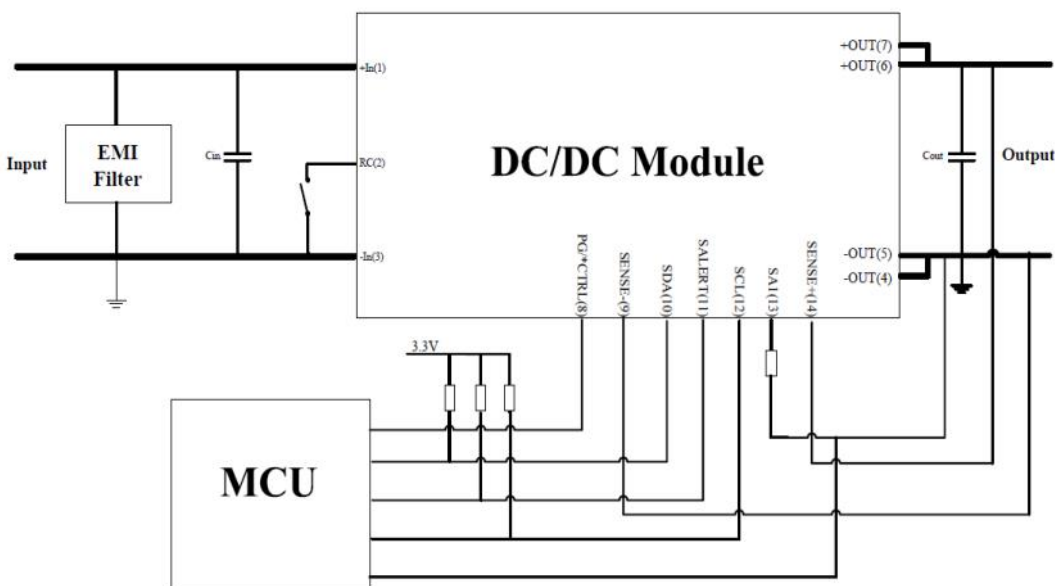 +OUT(7)
+In(1)
+OUT(6)
EMI
Filter
Input
Cin
RC(2)
DC/DC Module
Cout
Output
-In(3)
-OUT(5)
-OUT(4)
PG/*CTRL(8)
SENSE-(9)
SDA(10)
SALERT(11)
SCL(12)
SA1(13)
SENSE+(14)
3.3V
MCU